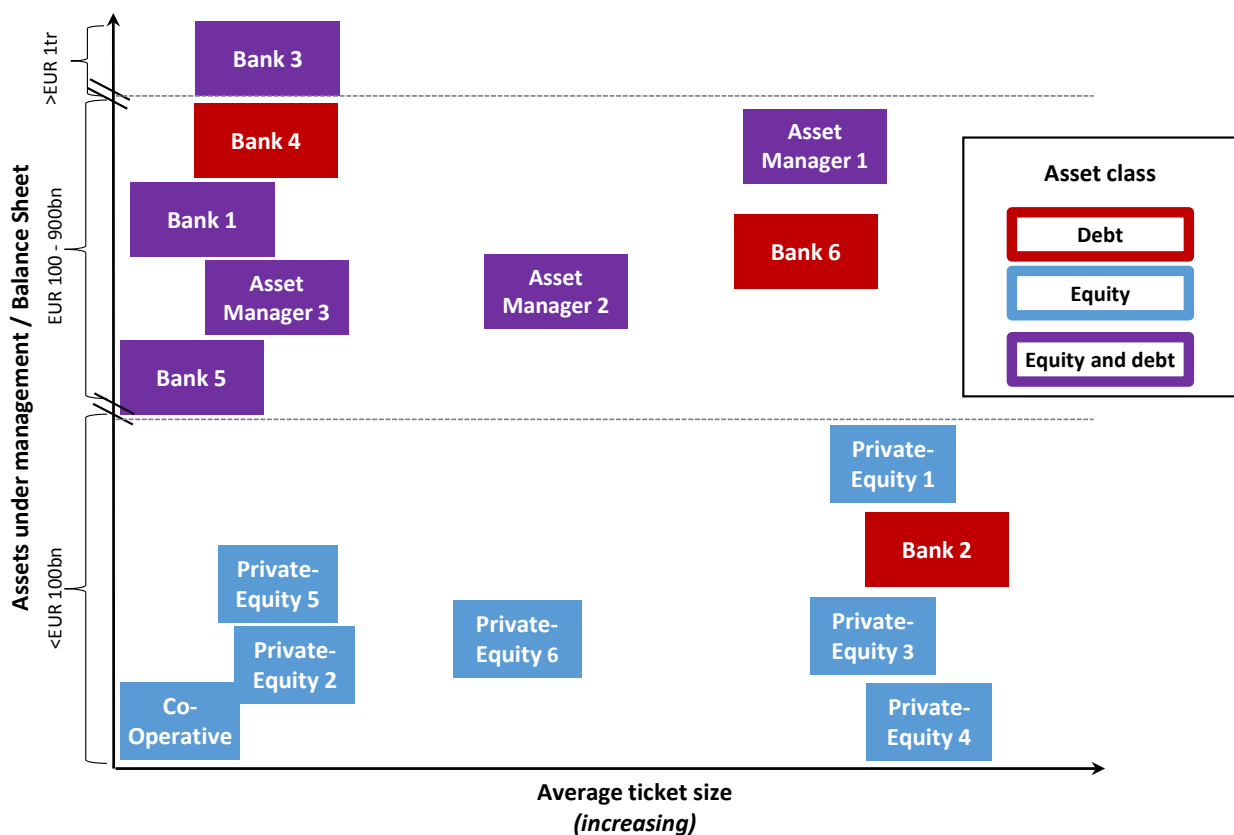 >EUR 1tr
EUR 100 - 900bn
<EUR 100bn
Assets under management / Balance Sheet
Bank 3
Bank 4
Bank 1
Asset
Manager 3
Bank 5
Asset
Manager 2
Asset
Manager 1
Bank 6
Asset class
Debt
Equity
Equity and debt
Private-
Equity 1
Bank 2
Private-
Equity 5
Private-
Equity 2
Co-
Operative
Private-
Equity 6
Private-
Equity 3
Private-
Equity 4
Average ticket size
(increasing)